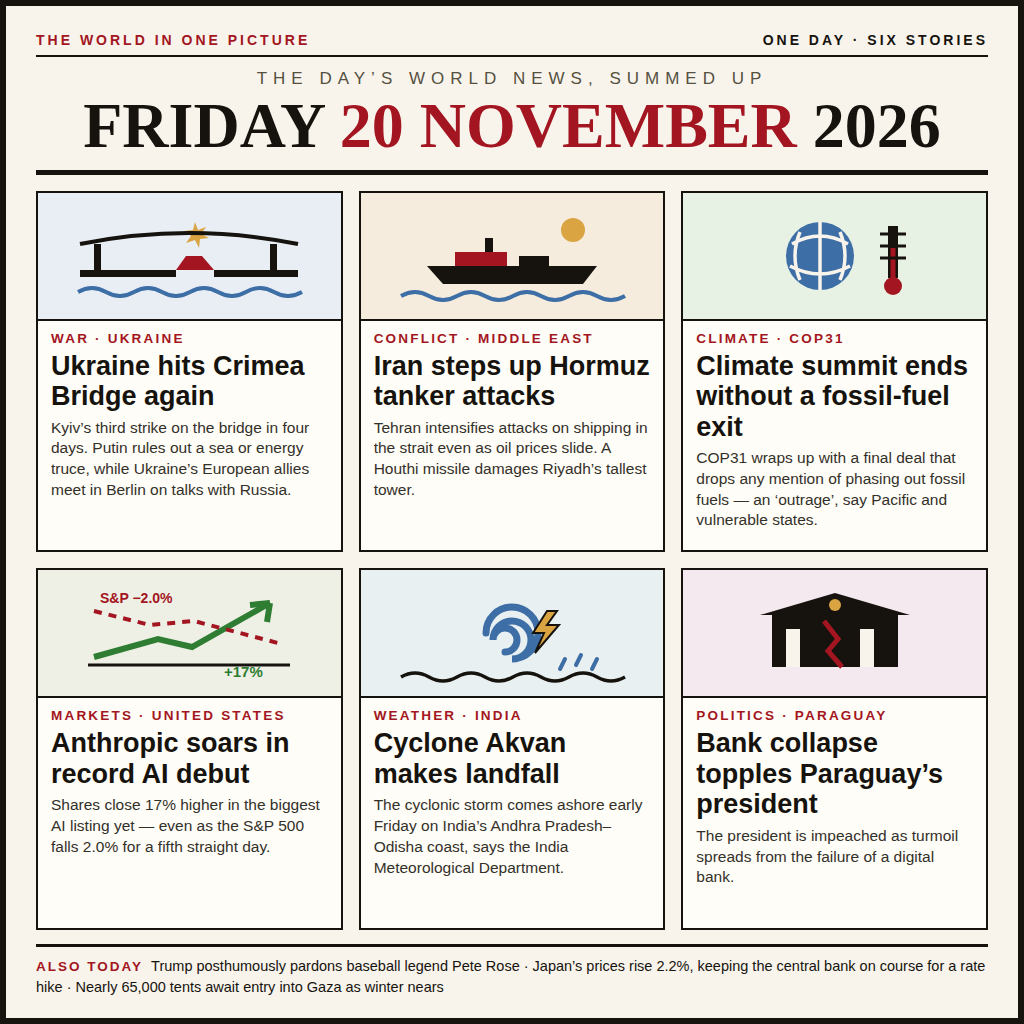 THE WORLD IN ONE PICTURE
ONE DAY · SIX STORIES
THE DAY’S WORLD NEWS, SUMMED UP
FRIDAY 20 NOVEMBER 2026
WAR · UKRAINE
Ukraine hits Crimea
Bridge again
Kyiv’s third strike on the bridge in four
days. Putin rules out a sea or energy
truce, while Ukraine’s European allies
meet in Berlin on talks with Russia.
CONFLICT · MIDDLE EAST
Iran steps up Hormuz
tanker attacks
Tehran intensifies attacks on shipping in
the strait even as oil prices slide. A
Houthi missile damages Riyadh’s tallest
tower.
CLIMATE · COP31
Climate summit ends
without a fossil-fuel
exit
COP31 wraps up with a final deal that
drops any mention of phasing out fossil
fuels — an ‘outrage’, say Pacific and
vulnerable states.
S&P −2.0%
+17%
MARKETS · UNITED STATES
Anthropic soars in
record AI debut
Shares close 17% higher in the biggest
AI listing yet — even as the S&P 500
falls 2.0% for a fifth straight day.
WEATHER · INDIA
Cyclone Akvan
makes landfall
The cyclonic storm comes ashore early
Friday on India’s Andhra Pradesh–
Odisha coast, says the India
Meteorological Department.
POLITICS · PARAGUAY
Bank collapse
topples Paraguay’s
president
The president is impeached as turmoil
spreads from the failure of a digital
bank.
ALSO TODAY Trump posthumously pardons baseball legend Pete Rose · Japan’s prices rise 2.2%, keeping the central bank on course for a rate
hike · Nearly 65,000 tents await entry into Gaza as winter nears